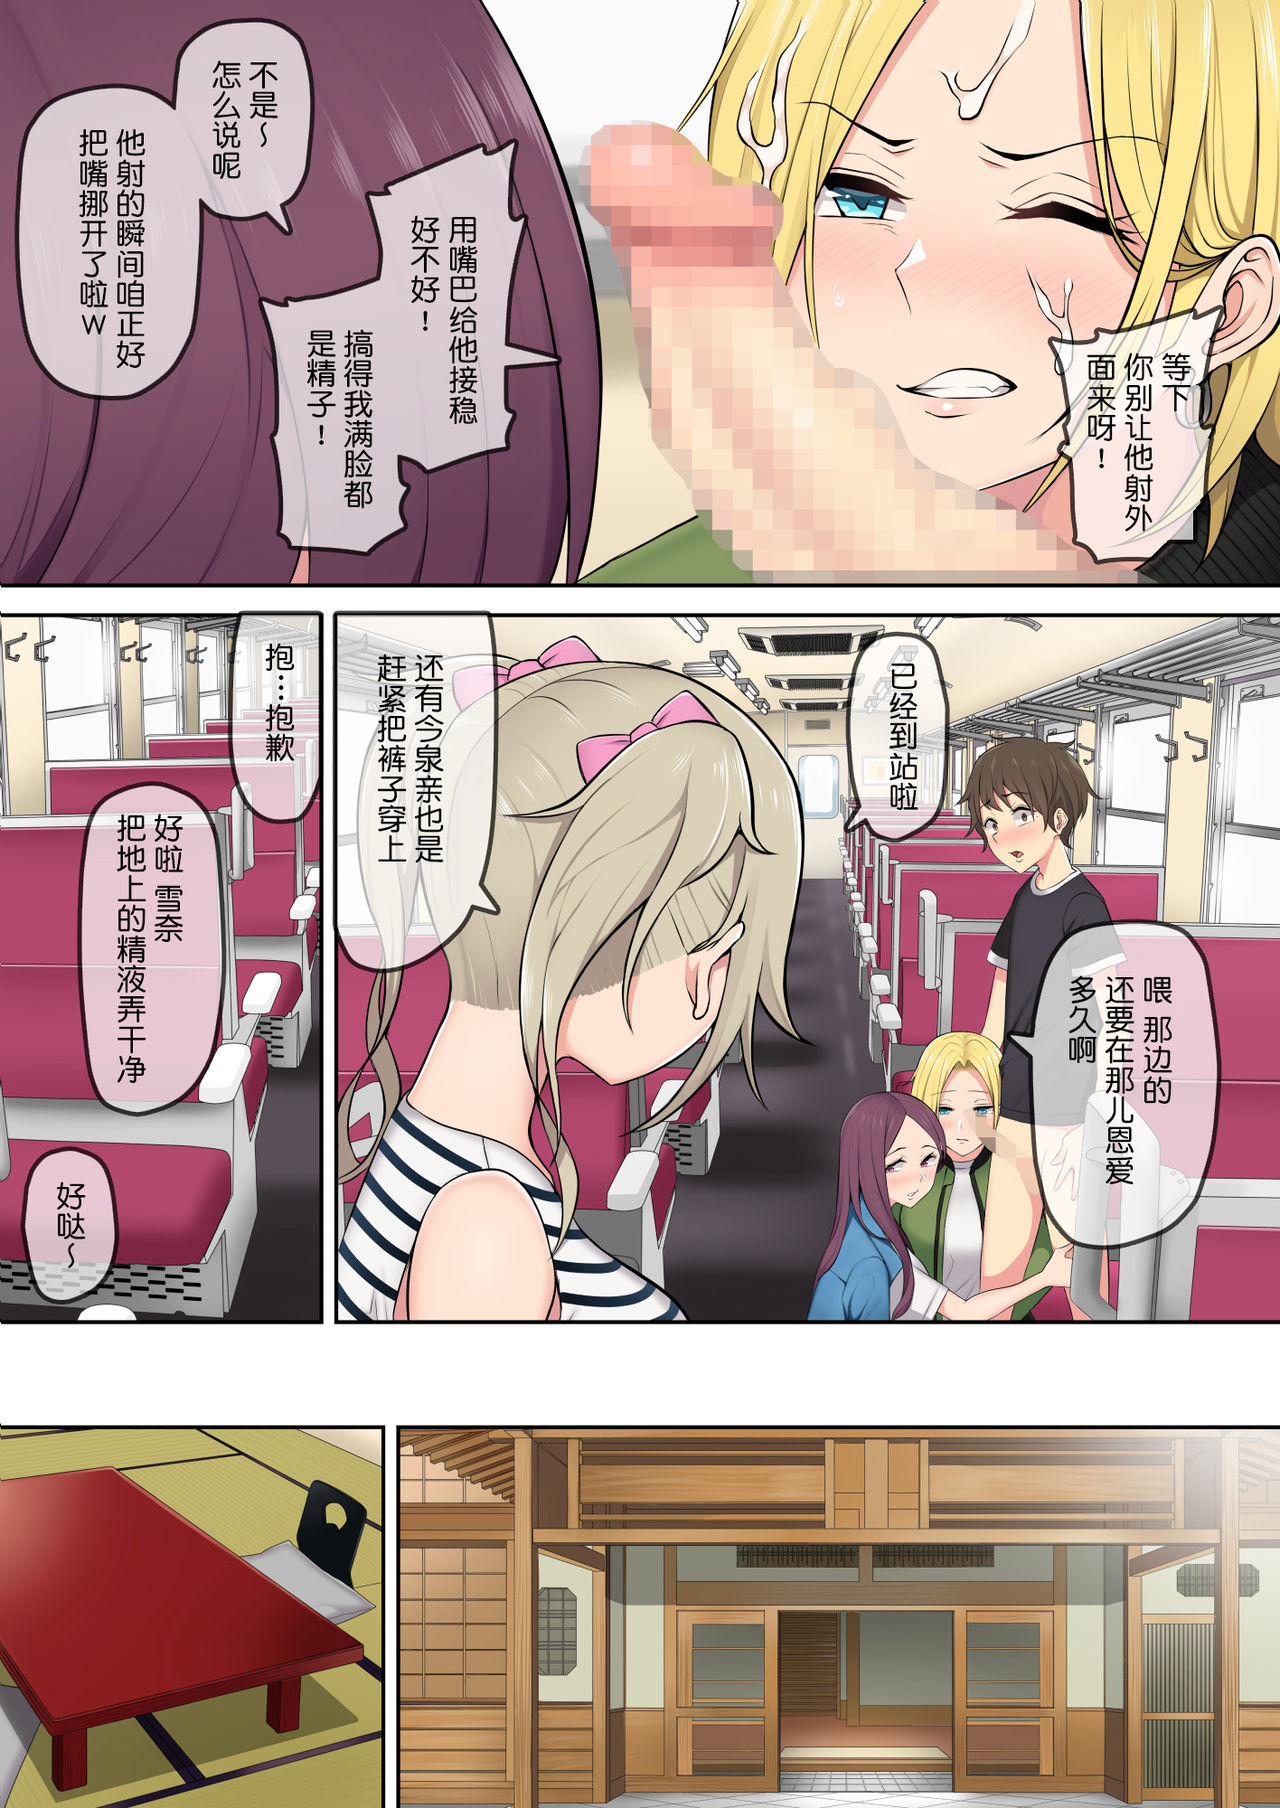 等下
你别让他射外
面来呀！
用嘴巴给他接稳
好不好！
搞得我满脸都
是精子！
不是～
怎么说呢
他射的瞬间咱正好
把嘴挪开了啦w
已经到站啦
喂 那边的
还要在那儿恩爱
多久啊
还有今泉亲也是
赶紧把裤子穿上
抱…抱歉
好啦 雪奈
把地上的精液弄干净
好哒～